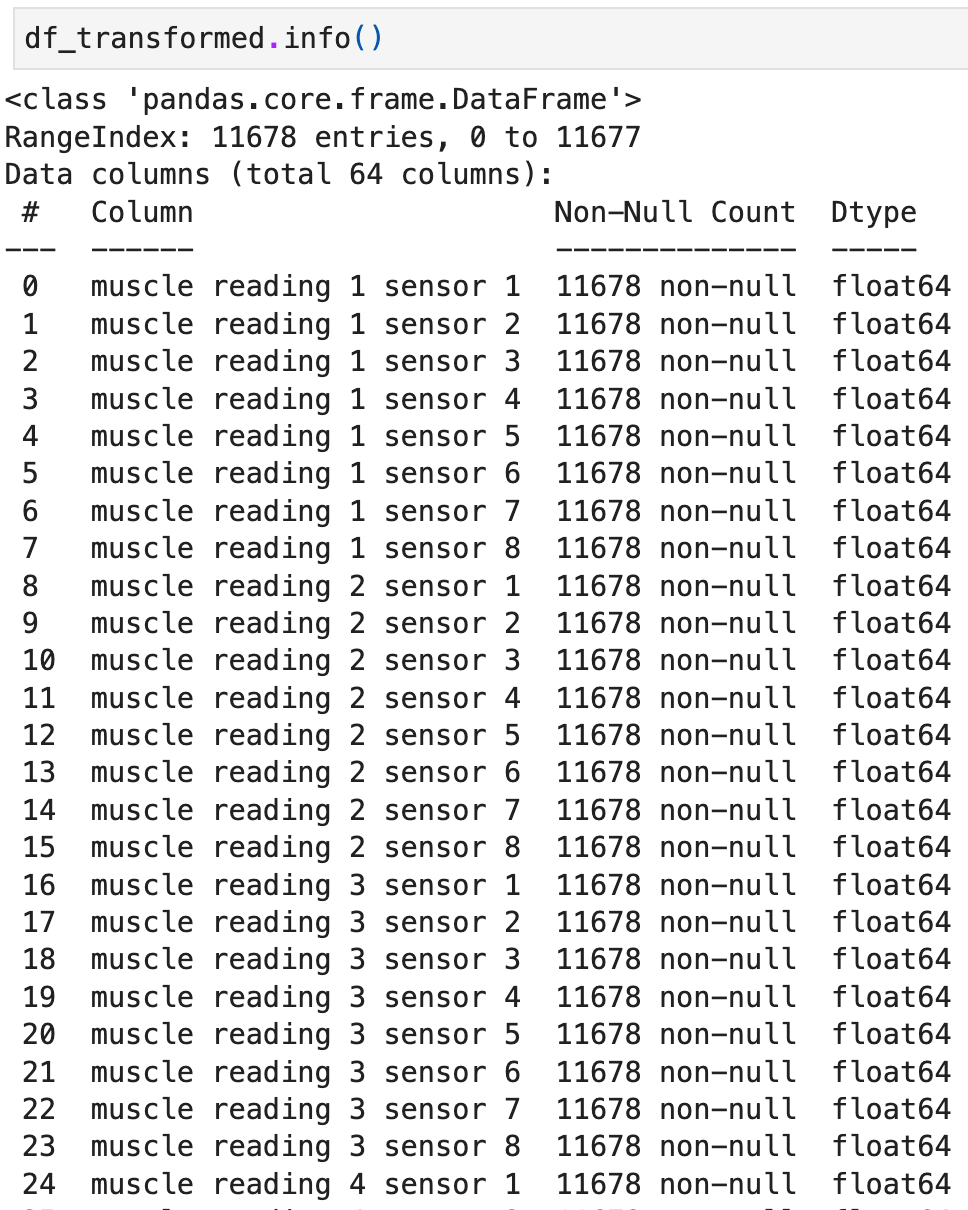 df_transformed.info()
<class 'pandas.core.frame.DataFrame'>
RangeIndex: 11678 entries, 0 to 11677
Data columns (total 64 columns):
 #   Column                     Non-Null Count  Dtype
---  ------                     --------------  -----
 0   muscle reading 1 sensor 1  11678 non-null  float64
 1   muscle reading 1 sensor 2  11678 non-null  float64
 2   muscle reading 1 sensor 3  11678 non-null  float64
 3   muscle reading 1 sensor 4  11678 non-null  float64
 4   muscle reading 1 sensor 5  11678 non-null  float64
 5   muscle reading 1 sensor 6  11678 non-null  float64
 6   muscle reading 1 sensor 7  11678 non-null  float64
 7   muscle reading 1 sensor 8  11678 non-null  float64
 8   muscle reading 2 sensor 1  11678 non-null  float64
 9   muscle reading 2 sensor 2  11678 non-null  float64
 10  muscle reading 2 sensor 3  11678 non-null  float64
 11  muscle reading 2 sensor 4  11678 non-null  float64
 12  muscle reading 2 sensor 5  11678 non-null  float64
 13  muscle reading 2 sensor 6  11678 non-null  float64
 14  muscle reading 2 sensor 7  11678 non-null  float64
 15  muscle reading 2 sensor 8  11678 non-null  float64
 16  muscle reading 3 sensor 1  11678 non-null  float64
 17  muscle reading 3 sensor 2  11678 non-null  float64
 18  muscle reading 3 sensor 3  11678 non-null  float64
 19  muscle reading 3 sensor 4  11678 non-null  float64
 20  muscle reading 3 sensor 5  11678 non-null  float64
 21  muscle reading 3 sensor 6  11678 non-null  float64
 22  muscle reading 3 sensor 7  11678 non-null  float64
 23  muscle reading 3 sensor 8  11678 non-null  float64
 24  muscle reading 4 sensor 1  11678 non-null  float64